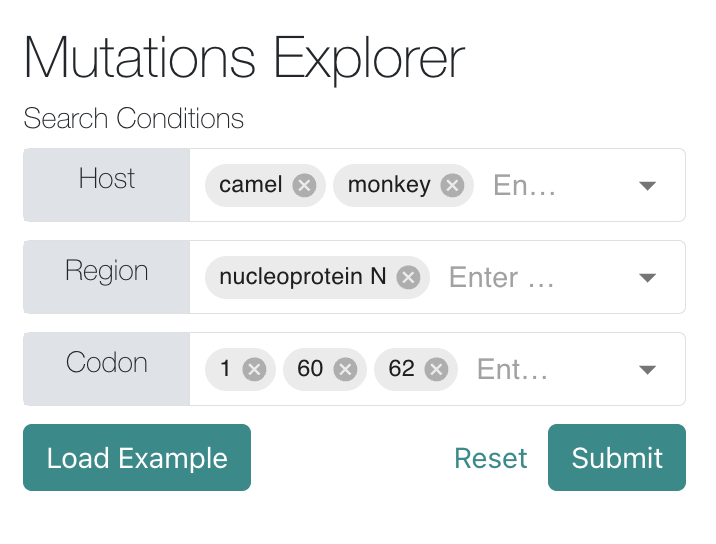 Mutations Explorer
Search Conditions
Host camel monkey En...
Region nucleoprotein N Enter ...
Codon 1 60 62 Ent...
Load Example Reset Submit